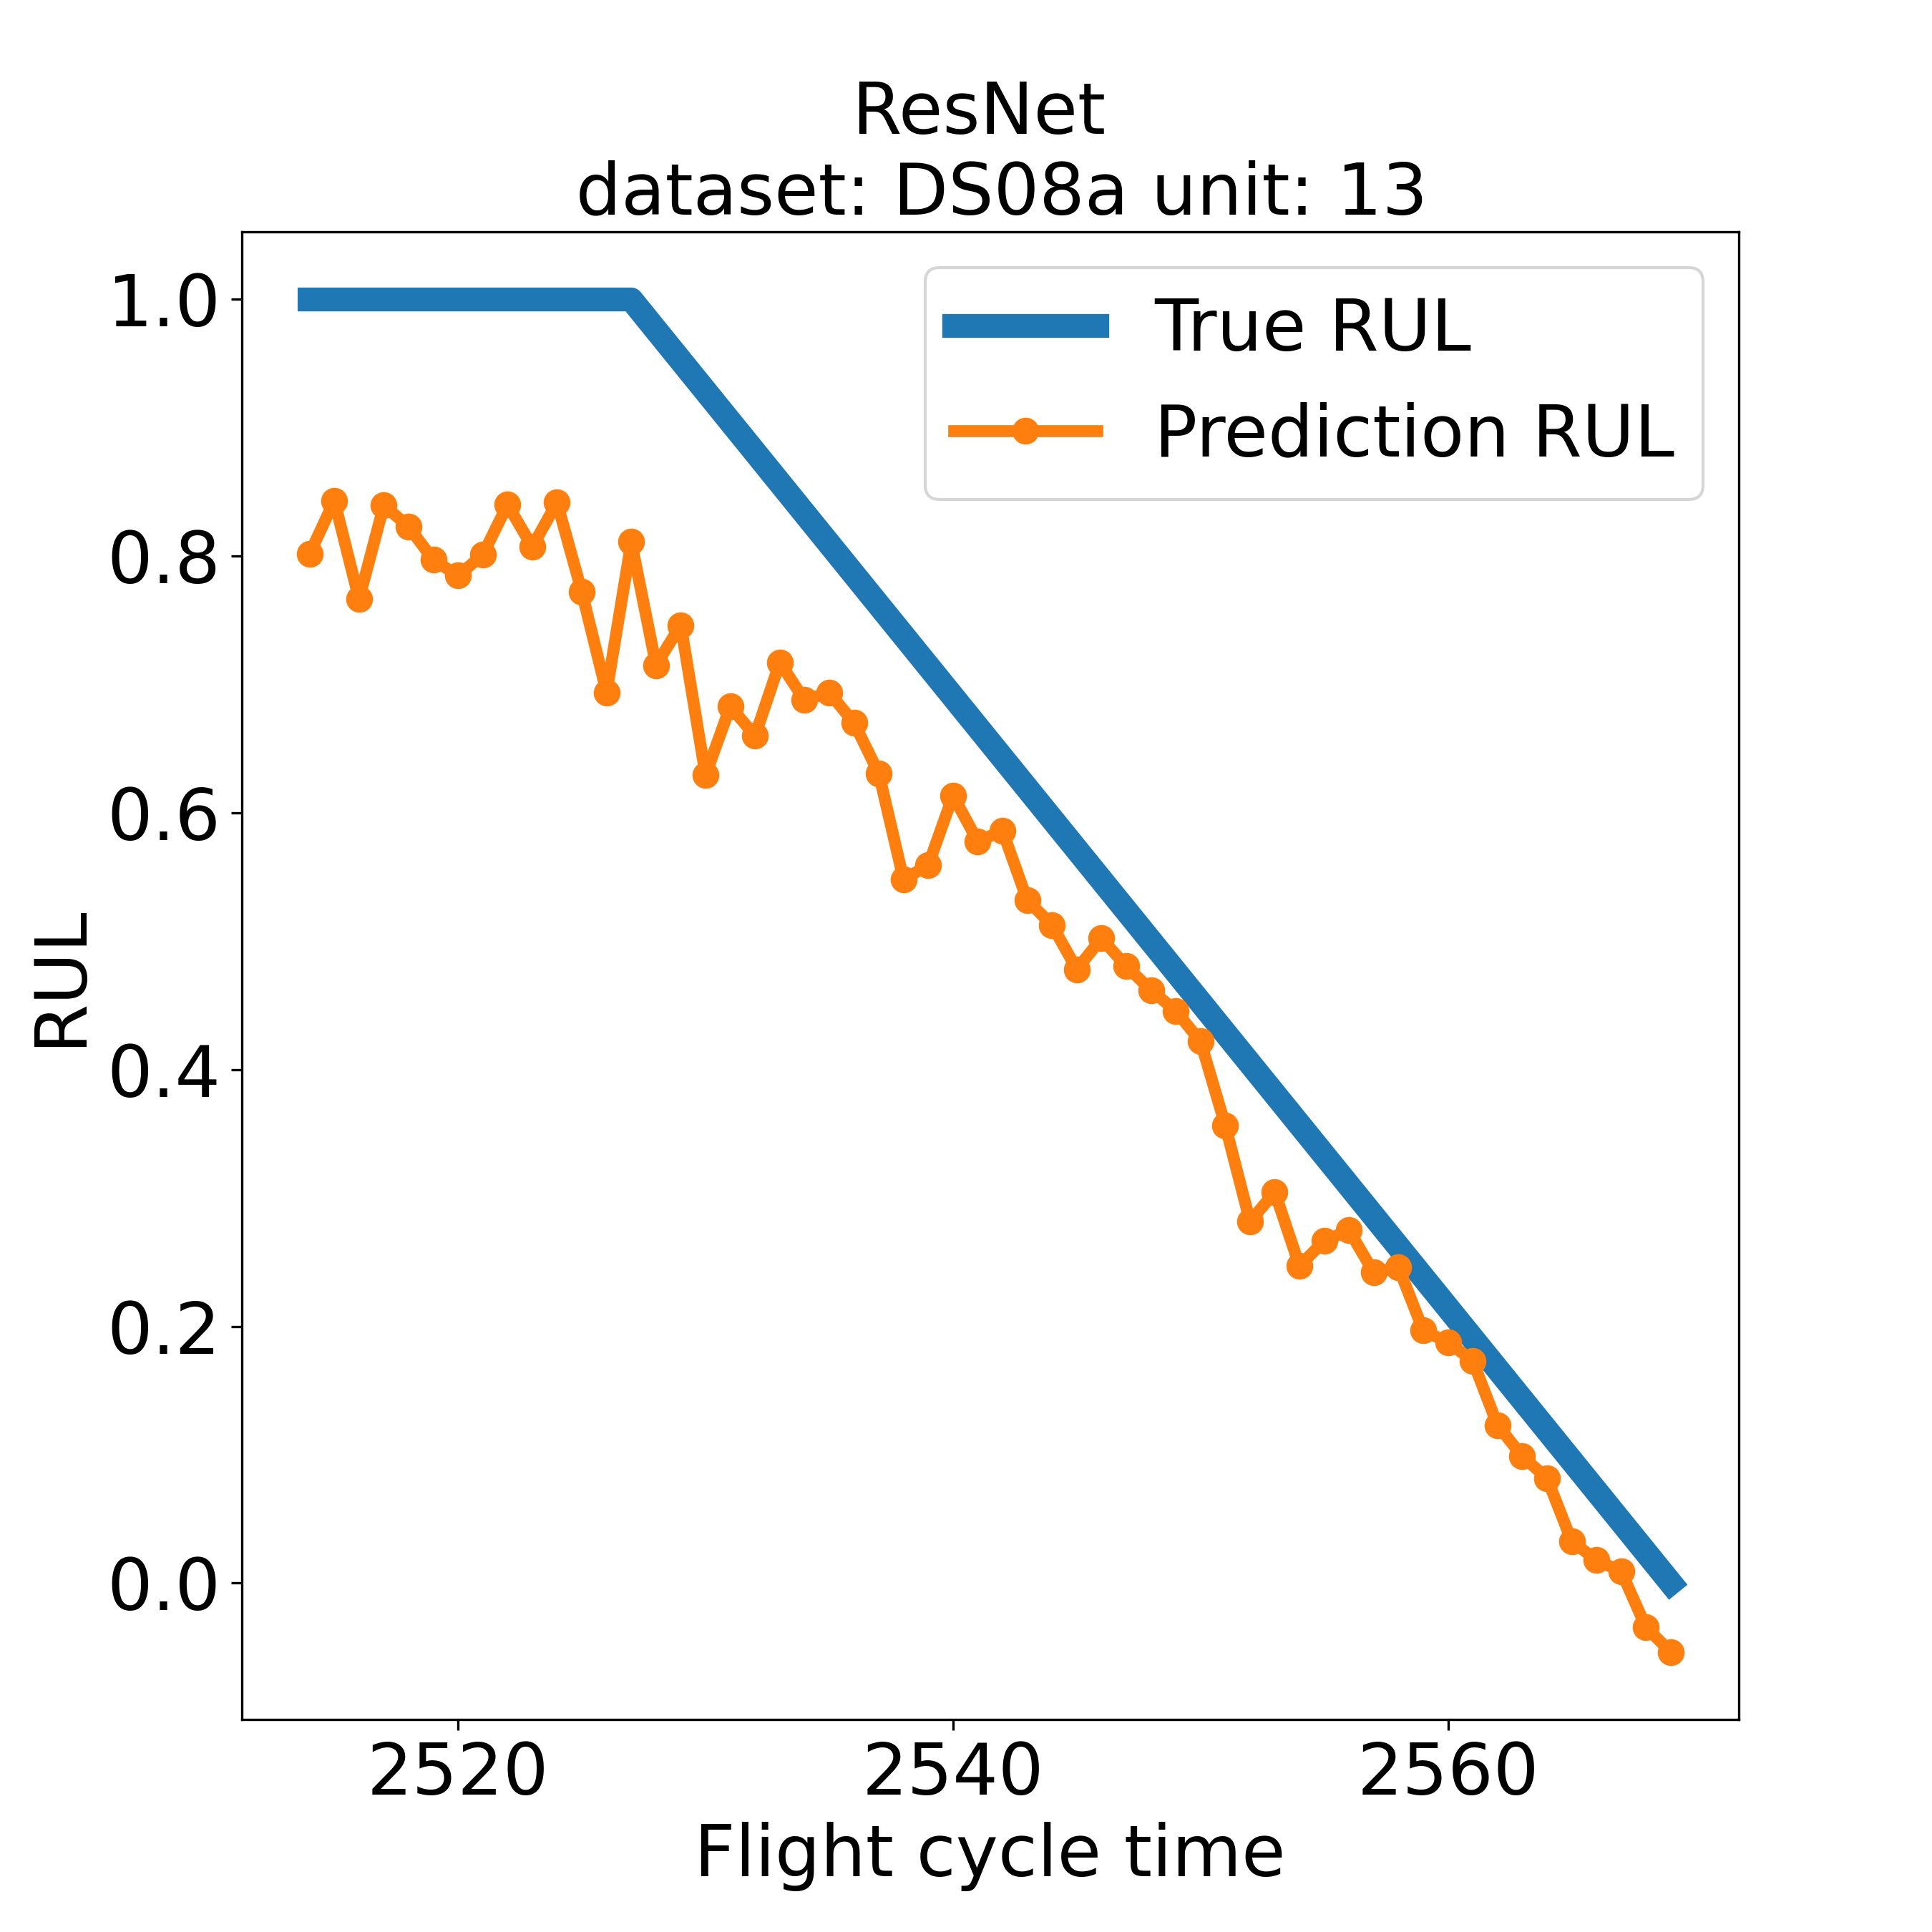 ResNet
dataset: DS08a unit: 13
True RUL
Prediction RUL
1.0
0.8
0.6
0.4
0.2
0.0
RUL
2520 2540 2560
Flight cycle time